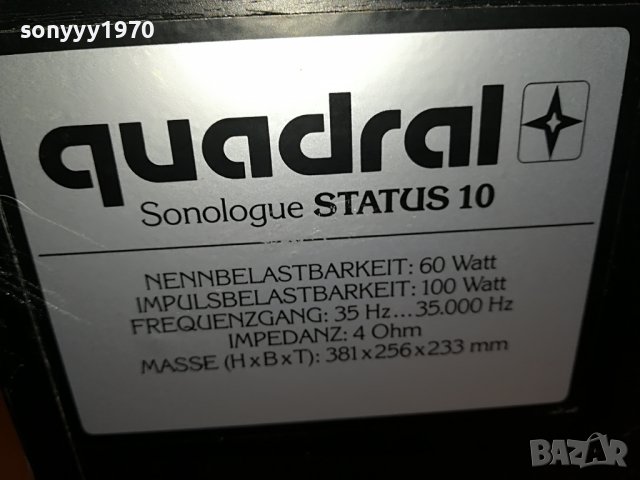 sonyyy1970
quadral
Sonologue STATUS 10
NENNBELASTBARKEIT: 60 Watt
IMPULSBELASTBARKEIT: 100 Watt
FREQUENZGANG: 35 Hz... 35.000 Hz
IMPEDANZ: 4 Ohm
MASSE (HxBxT): 381x256x233 mm
BAZAR